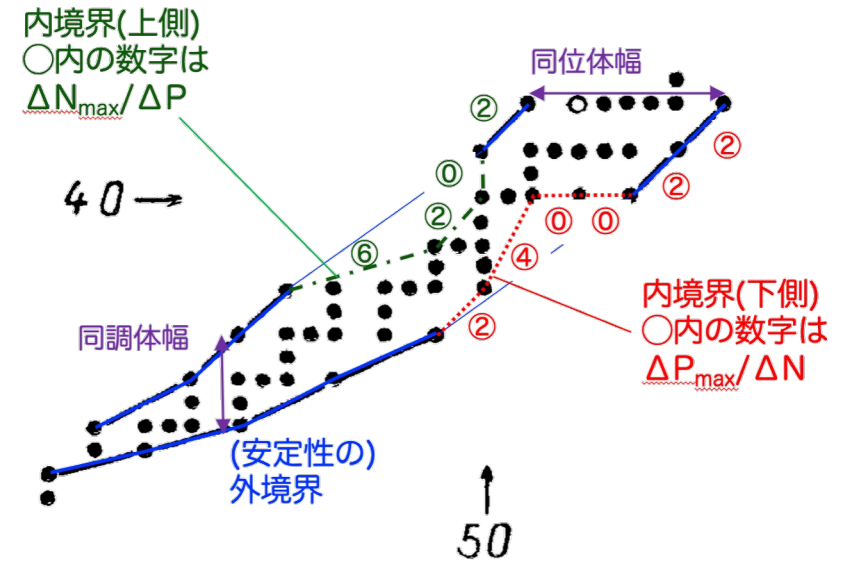 内境界(上側)
◯内の数字は
ΔNmax/ΔP
同位体幅
②
②
②
⓪
40 →
②
⑥
⓪ ⓪
④
内境界(下側)
◯内の数字は
ΔPmax/ΔN
同調体幅
②
(安定性の)
外境界
50